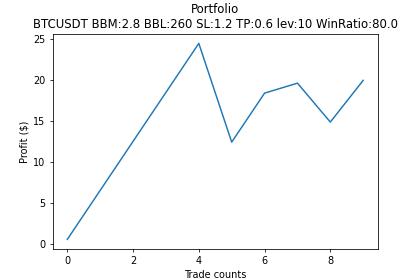 Portfolio
BTCUSDT BBM:2.8 BBL:260 SL:1.2 TP:0.6 lev:10 WinRatio:80.0
25
20
15
10
5
0
Profit ($)
0 2 4 6 8
Trade counts